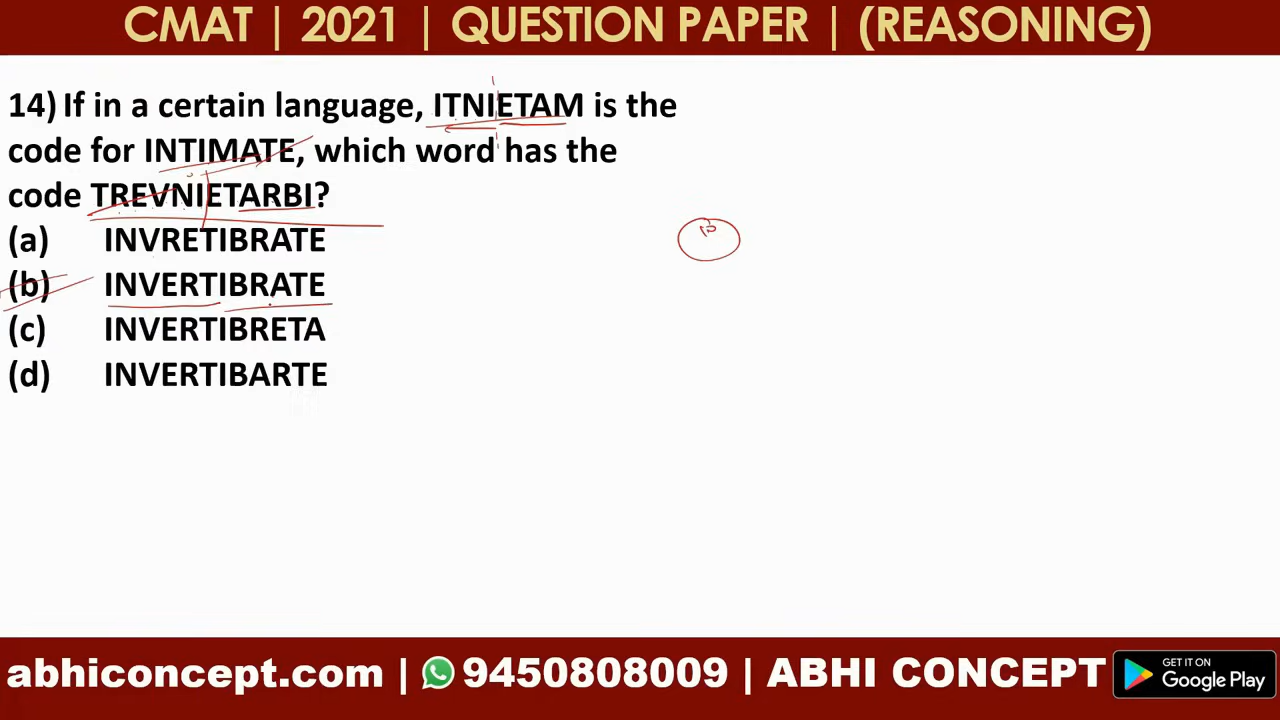 CMAT | 2021 | QUESTION PAPER | (REASONING)
14) If in a certain language, ITNIETAM is the
code for INTIMATE, which word has the
code TREVNIETARBI?
(a) INVRETIBRATE
(b) INVERTIBRATE
(c) INVERTIBRETA
(d) INVERTIBARTE
abhiconcept.com | 9450808009 | ABHI CONCEPT
GET IT ON
Google Play